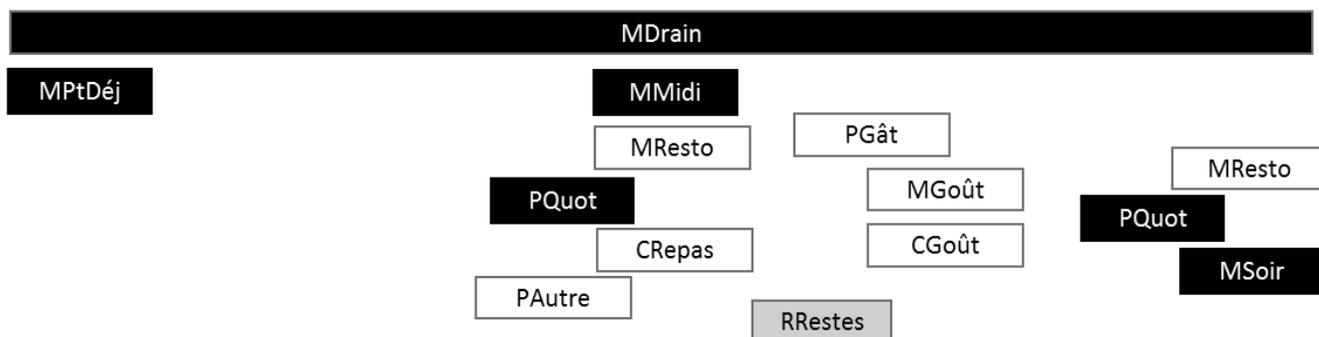 MDrain
MPtDéj
MMidi
PGât
MResto
MResto
MGoût
PQuot
PQuot
CRepas
CGoût
MSoir
PAutre
RRestes